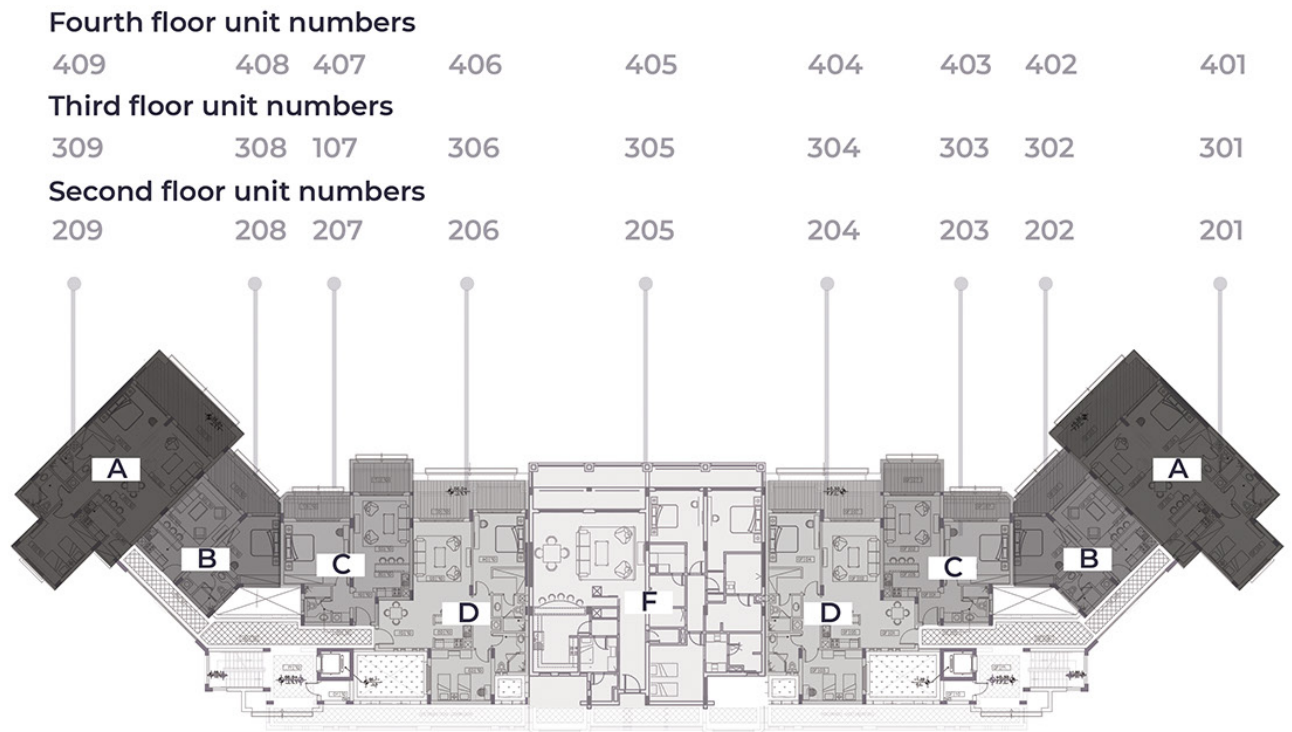 Fourth floor unit numbers
409 408 407 406 405 404 403 402 401
Third floor unit numbers
309 308 107 306 305 304 303 302 301
Second floor unit numbers
209 208 207 206 205 204 203 202 201
A A
B C C B
D F D